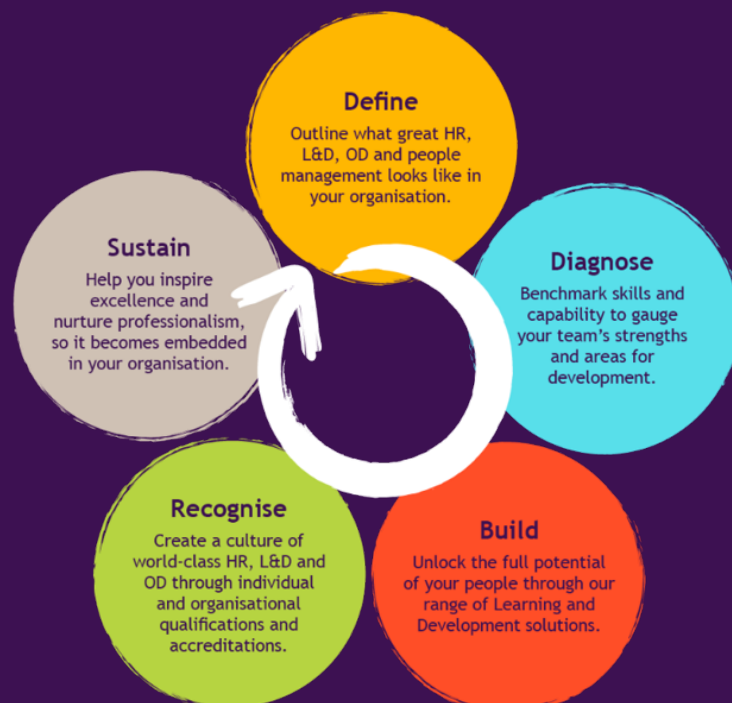 Define
Outline what great HR,
L&D, OD and people
management looks like in
your organisation.
Diagnose
Benchmark skills and
capability to gauge
your team's strengths
and areas for
development.
Build
Unlock the full potential
of your people through our
range of Learning and
Development solutions.
Recognise
Create a culture of
world-class HR, L&D and
OD through individual
and organisational
qualifications and
accreditations.
Sustain
Help you inspire
excellence and
nurture professionalism,
so it becomes embedded
in your organisation.